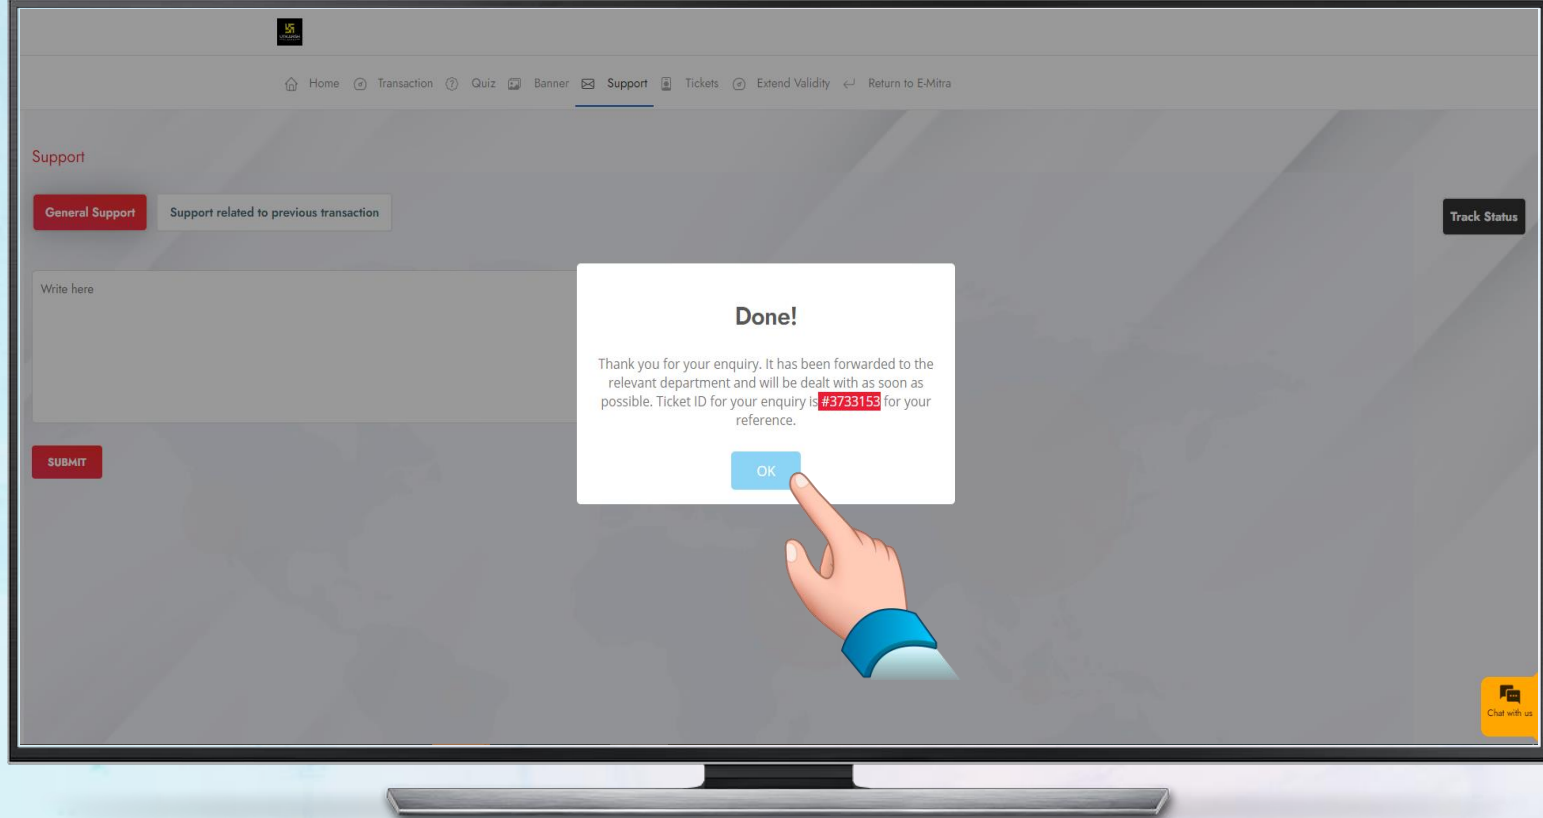 Home Transaction Quiz Banner Support Tickets Extend Validity Return to E-Mitra
Support
General Support Support related to previous transaction
Track Status
Write here
Done!
Thank you for your enquiry. It has been forwarded to the
relevant department and will be dealt with as soon as
possible. Ticket ID for your enquiry is #3733153 for your
reference.
OK
SUBMIT
Chat with us